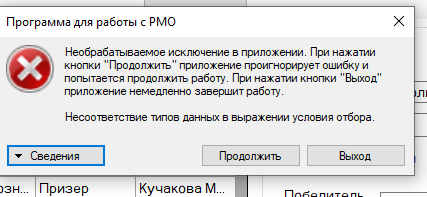 Программа для работы с РМО
Необрабатываемое исключение в приложении. При нажатии
кнопки "Продолжить" приложение проигнорирует ошибку и
попытается продолжить работу. При нажатии кнопки "Выход"
приложение немедленно завершит работу.
Несоответствие типов данных в выражении условия отбора.
Сведения
Продолжить
Выход
Призер
Кучакова М...
Победитель